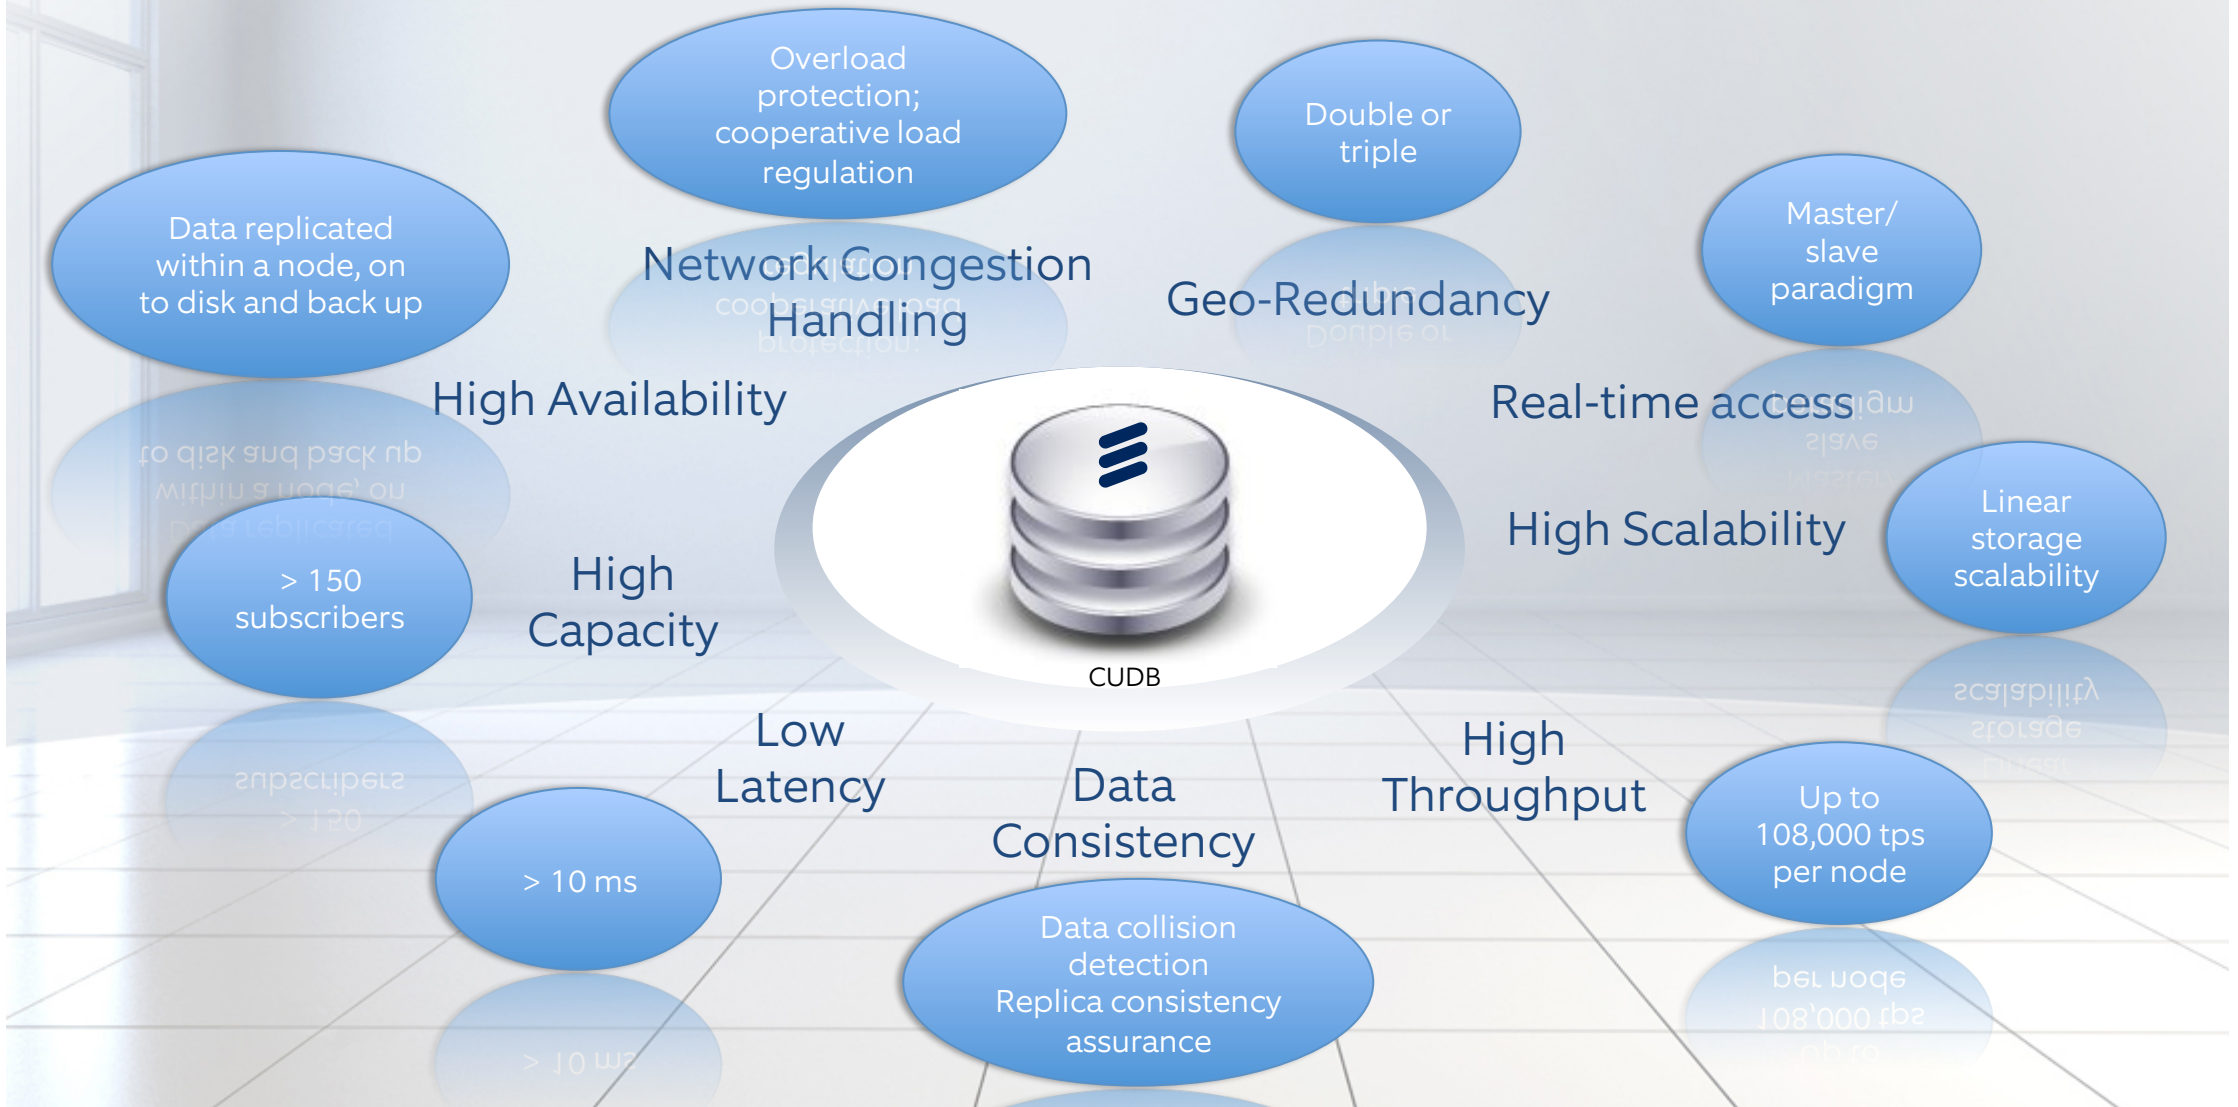 Overload
protection;
cooperative load
regulation
Double or
triple
Master/
slave
paradigm
Data replicated
within a node, on
to disk and back up
Network Congestion
Handling
Geo-Redundancy
High Availability
Real-time access
Linear
storage
scalability
High Scalability
> 150
subscribers
High
Capacity
CUDB
Low
Latency
High
Throughput
Data
Consistency
Up to
108,000 tps
per node
> 10 ms
Data collision
detection
Replica consistency
assurance